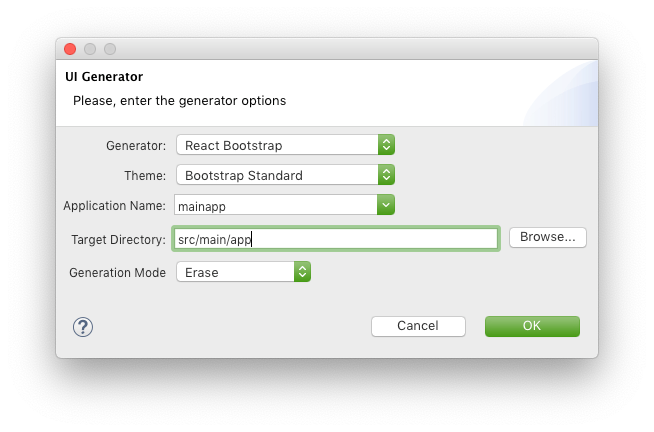 UI Generator
Please, enter the generator options
Generator: React Bootstrap
Theme: Bootstrap Standard
Application Name: mainapp
Target Directory: src/main/app Browse...
Generation Mode Erase
? Cancel OK